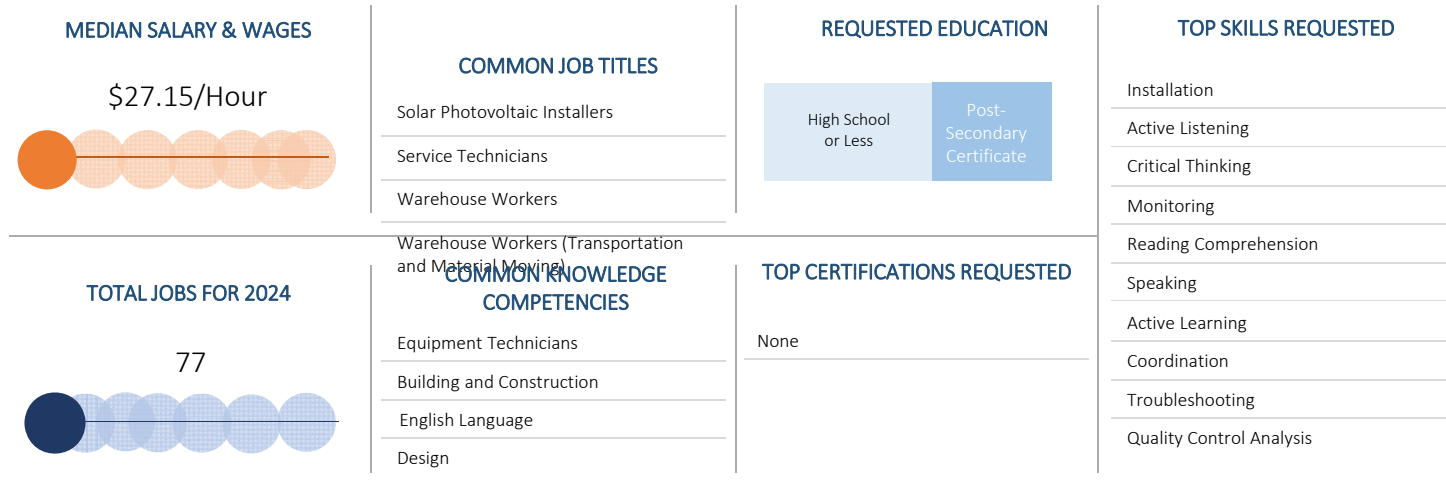 MEDIAN SALARY & WAGES
$27.15/Hour
COMMON JOB TITLES
Solar Photovoltaic Installers
Service Technicians
Warehouse Workers
Warehouse Workers (Transportation
and Material Moving)
REQUESTED EDUCATION
High School
or Less
Post-
Secondary
Certificate
TOP SKILLS REQUESTED
Installation
Active Listening
Critical Thinking
Monitoring
Reading Comprehension
Speaking
Active Learning
Coordination
Troubleshooting
Quality Control Analysis
TOTAL JOBS FOR 2024
77
COMMON KNOWLEDGE
COMPETENCIES
Equipment Technicians
Building and Construction
English Language
Design
TOP CERTIFICATIONS REQUESTED
None